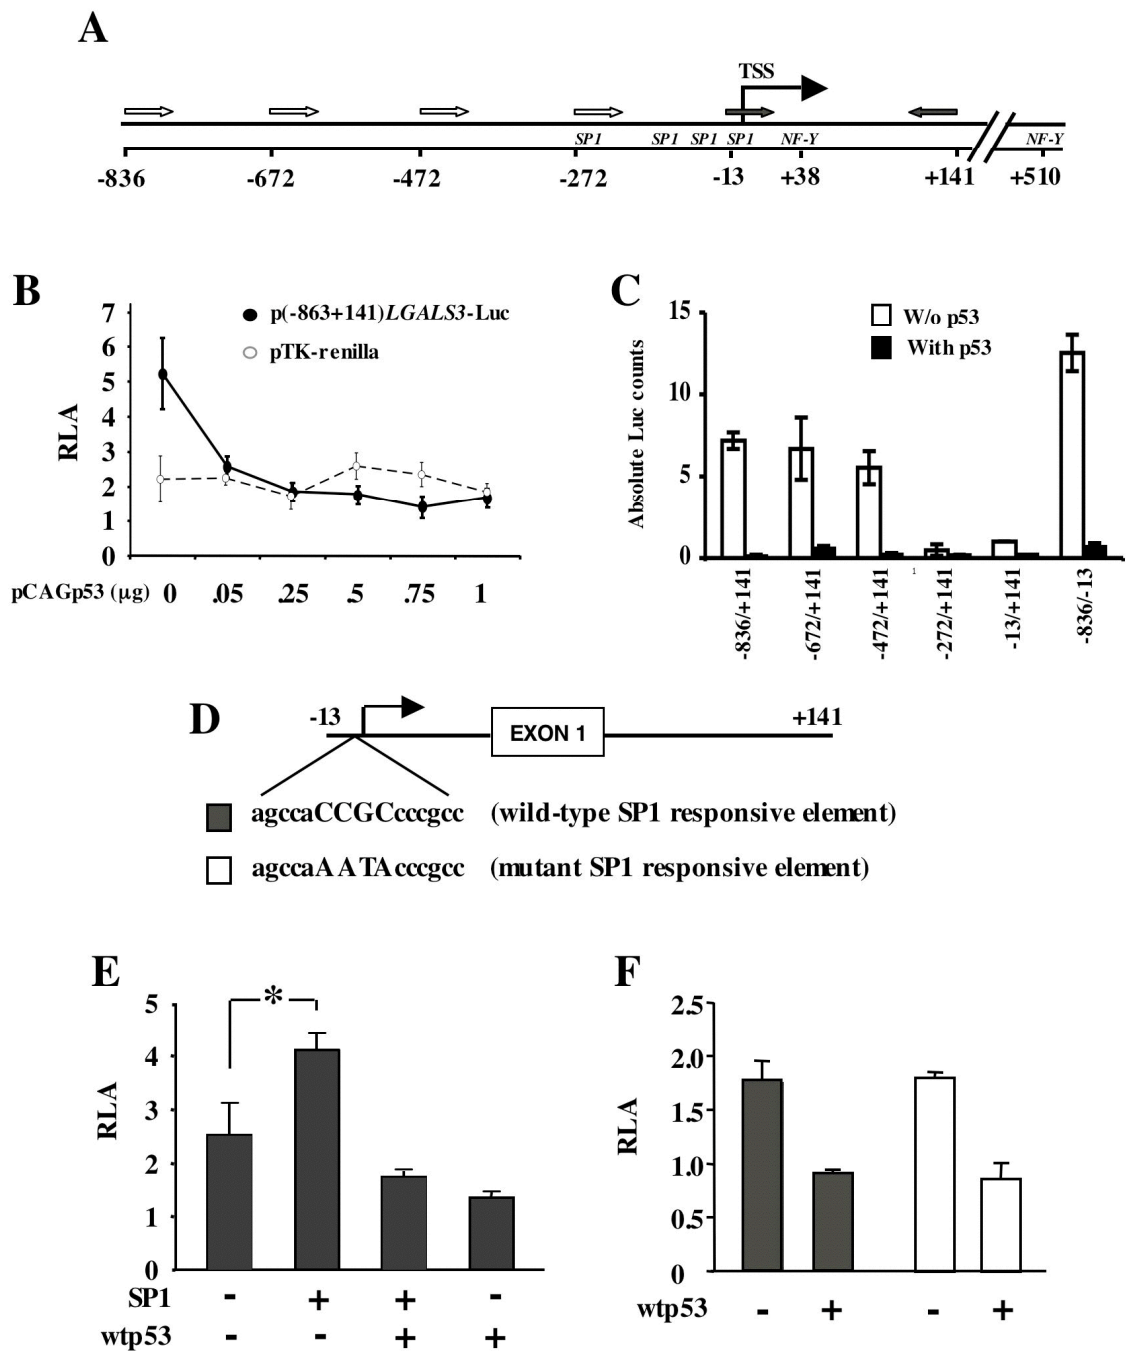 A
TSS
SP1 SP1 SP1 SP1 NF-Y NF-Y
-836 -672 -472 -272 -13 +38 +141 +510
B
7
6
5
4
3
2
1
0
RLA
p(-863+141)LGALS3-Luc
pTK-renilla
pCAGp53 (µg) 0 .05 .25 .5 .75 1
C
15
10
5
0
Absolute Luc counts
W/o p53
With p53
1
-836/+141
-672/+141
-472/+141
-272/+141
-13/+141
-836/-13
D
-13 +141
EXON 1
agccaCCGCcccgcc (wild-type SP1 responsive element)
agccaAATAcccgcc (mutant SP1 responsive element)
E
5
4
3
2
1
0
RLA
*
SP1 - + + -
wtp53 - - + +
F
2.5
2.0
1.5
1.0
0.5
0
RLA
wtp53 - + - +